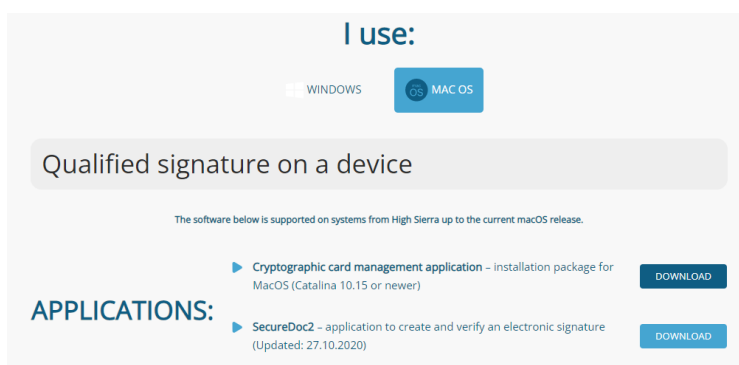 I use:
WINDOWS
OS
MAC OS
Qualified signature on a device
The software below is supported on systems from High Sierra up to the current macOS release.
Cryptographic card management application – installation package for
MacOS (Catalina 10.15 or newer)
DOWNLOAD
APPLICATIONS:
SecureDoc2 – application to create and verify an electronic signature
(Updated: 27.10.2020)
DOWNLOAD